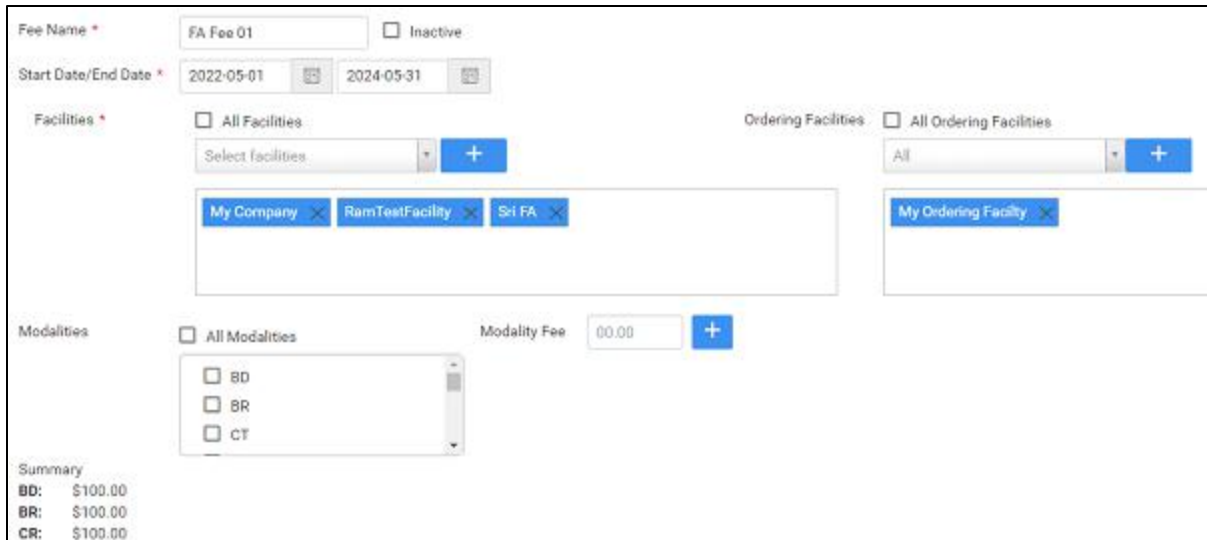 Fee Name * FA Fee 01 Inactive
Start Date/End Date * 2022-05-01 2024-05-31
Facilities * All Facilities Ordering Facilities All Ordering Facilities
Select facilities + All +
My Company RamTestFacility Sri FA My Ordering Facilty
Modalities All Modalities Modality Fee 00.00 +
BD
BR
CT
Summary
BD: $100.00
BR: $100.00
CR: $100.00